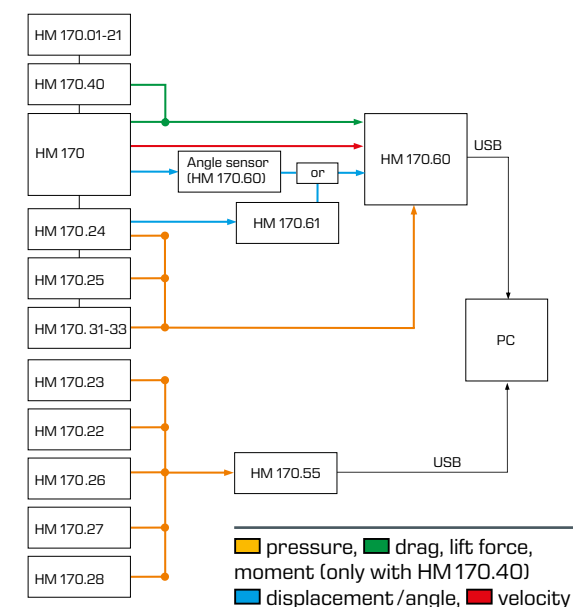 HM 170.01-21
HM 170.40
HM 170
Angle sensor
(HM 170.60)
or
HM 170.60
USB
HM 170.24
HM 170.61
HM 170.25
HM 170. 31-33
PC
HM 170.23
HM 170.22
HM 170.26
HM 170.55
USB
HM 170.27
HM 170.28
pressure, drag, lift force,
moment (only with HM 170.40)
displacement/angle, velocity